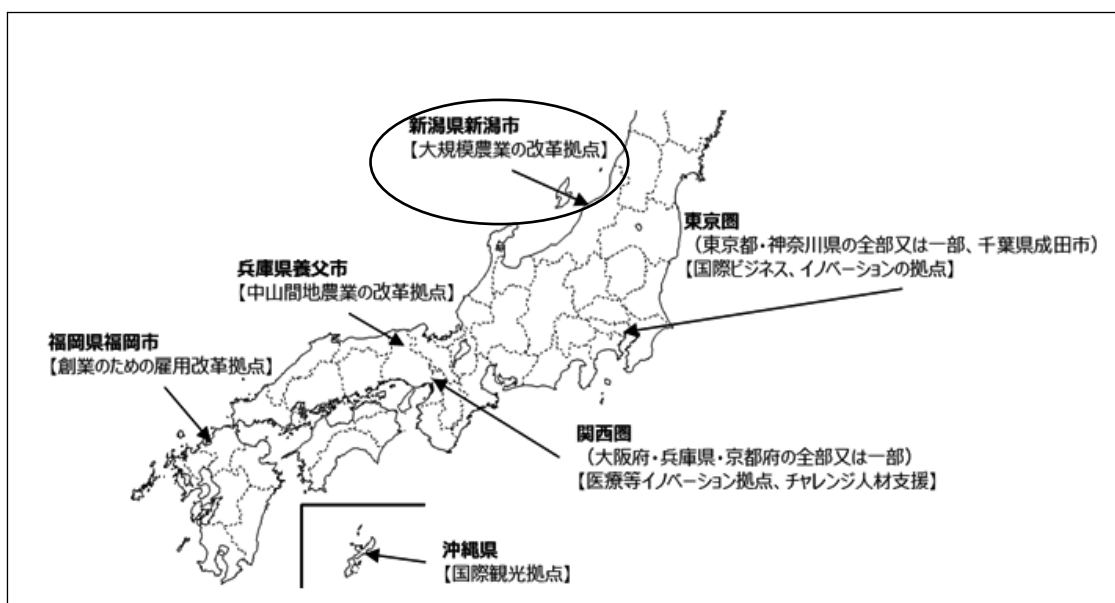 新潟県新潟市
【大規模農業の改革拠点】
東京圏
（東京都・神奈川県の全部又は一部、千葉県成田市）
【国際ビジネス、イノベーションの拠点】
兵庫県養父市
【中山間地農業の改革拠点】
福岡県福岡市
【創業のための雇用改革拠点】
関西圏
（大阪府・兵庫県・京都府の全部又は一部）
【医療等イノベーション拠点、チャレンジ人材支援】
沖縄県
【国際観光拠点】